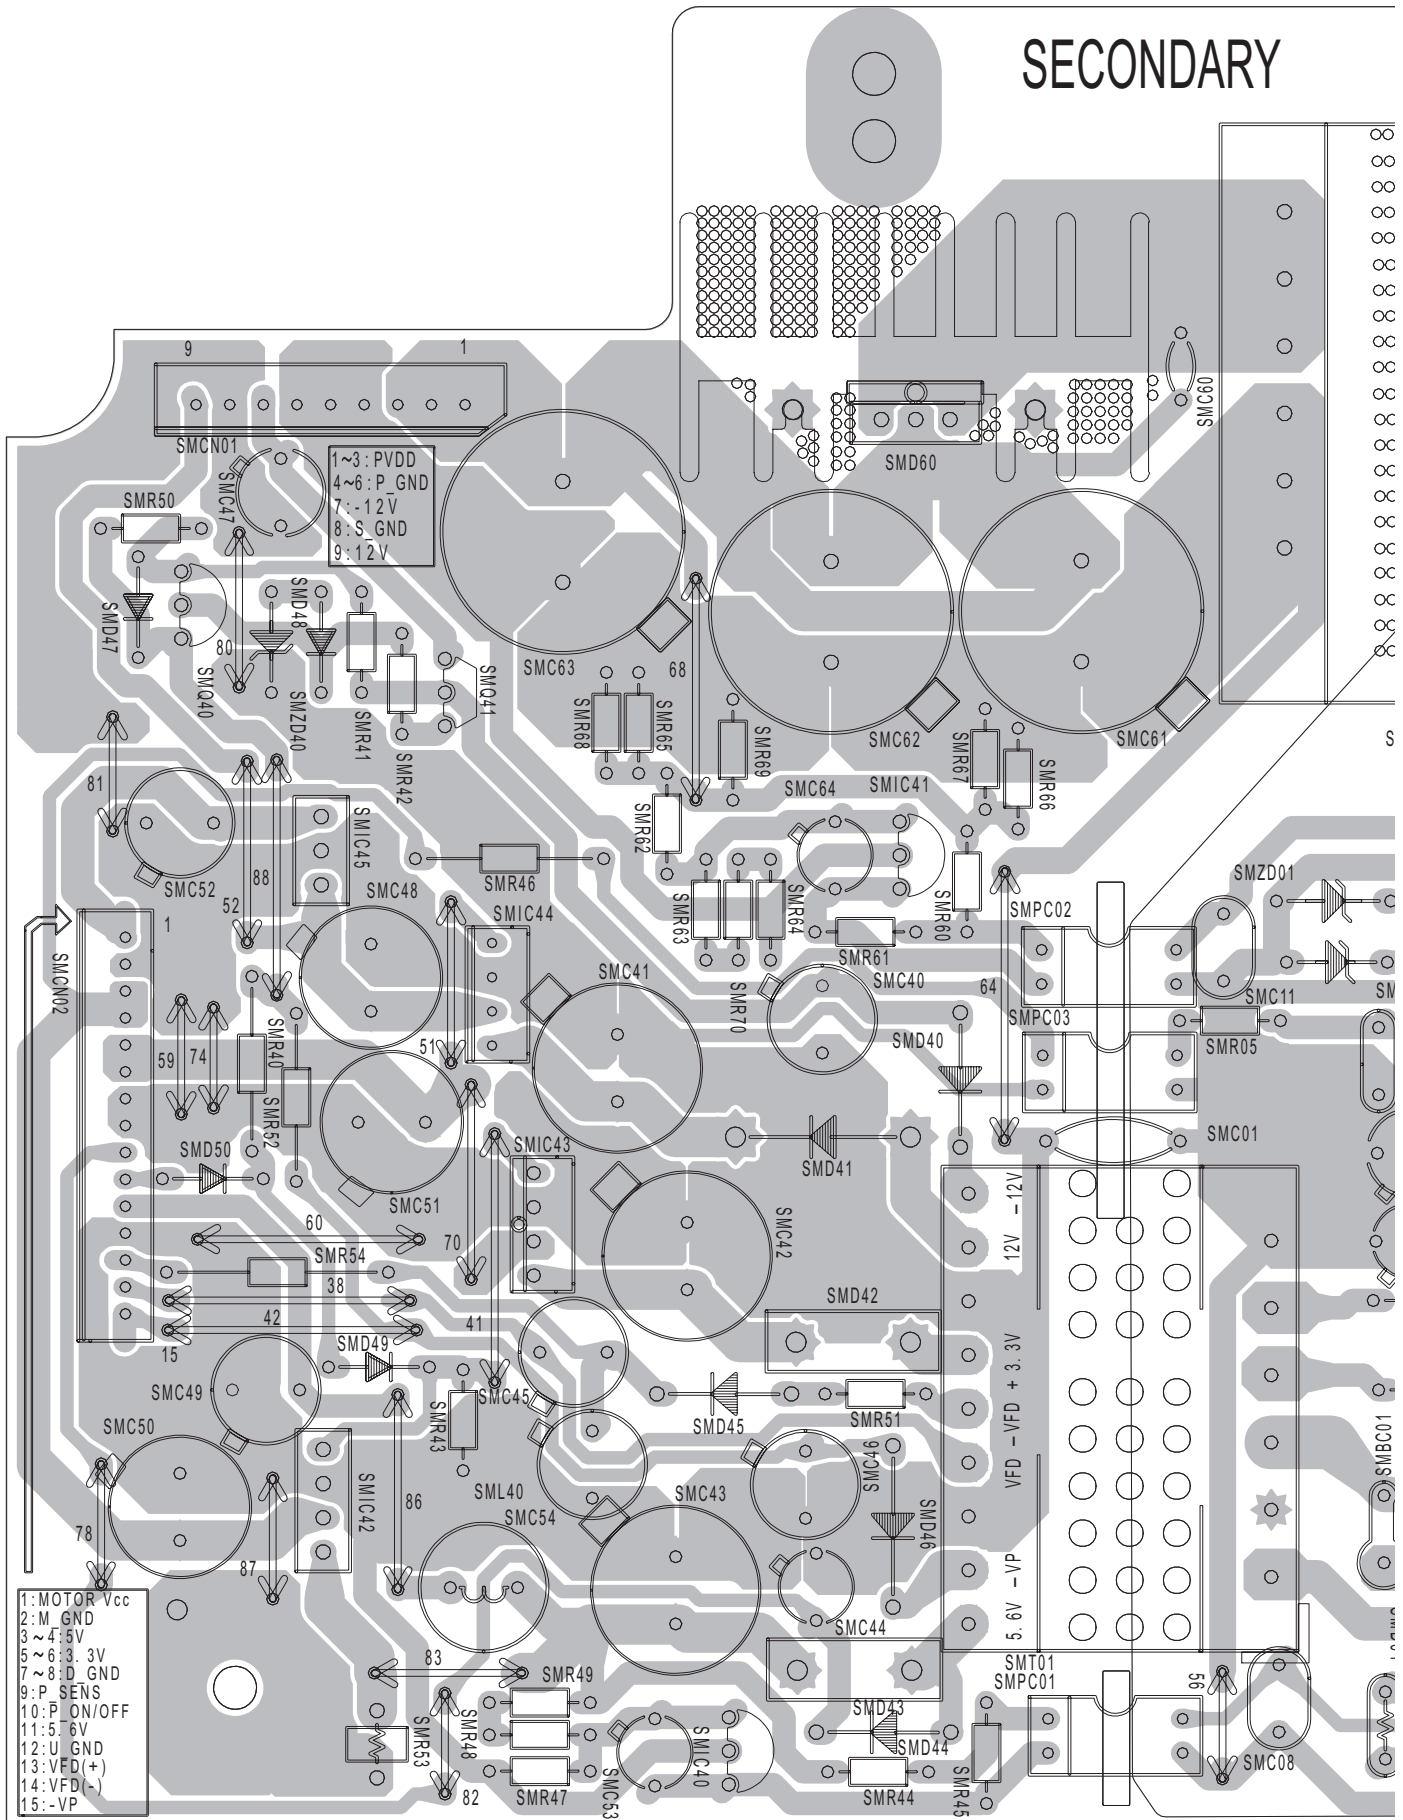 SECONDARY
9
1
SMCN01
1~3:PVDD
4~6:P_GND
7:-12V
8:S_GND
9:12V
SMC60
SMD60
SMR50
SMC47
SMD47
SMD48
80
SMQ40
SMZD40
SMR41
SMR42
SMQ41
SMC63
68
SMR68
SMR65
SMR69
SMC62
SMC61
SMR67
SMR66
81
SMC64
SMIC41
SMR62
SMIC45
SMC52
88
52
SMR46
SMC48
SMIC44
SMR63
SMR64
SMR60
SMPC02
SMZD01
1
SMCN02
SMR61
SMC41
SMC40
64
SMC11
SMR70
SMPC03
SMD40
SMR05
59
74
SMR40
51
SMR52
SMD50
SMC51
SMIC43
SMD41
SMC01
60
SMR54
70
SMC42
12V -12V
38
42
41
SMD42
15
SMD49
SMC49
SMC45
SMD45
SMR51
VFD -VFD +3.3V
SMC50
SMR43
SMBC01
SMC46
SML40
SMC43
SMC54
SMD46
SMIC42
86
78
87
5.6V -VP
1:MOTOR Vcc
2:M_GND
3~4:5V
5~6:3.3V
7~8:D_GND
9:P_SENS
10:P_ON/OFF
11:5.6V
12:U_GND
13:VFD(+)
14:VFD(-)
15:-VP
SMC44
83
SMR49
SMT01
SMPC01
56
SMD43
SMR53
SMR48
SMIC40
SMD44
SMC08
82
SMR47
SMC53
SMR44
SMR45